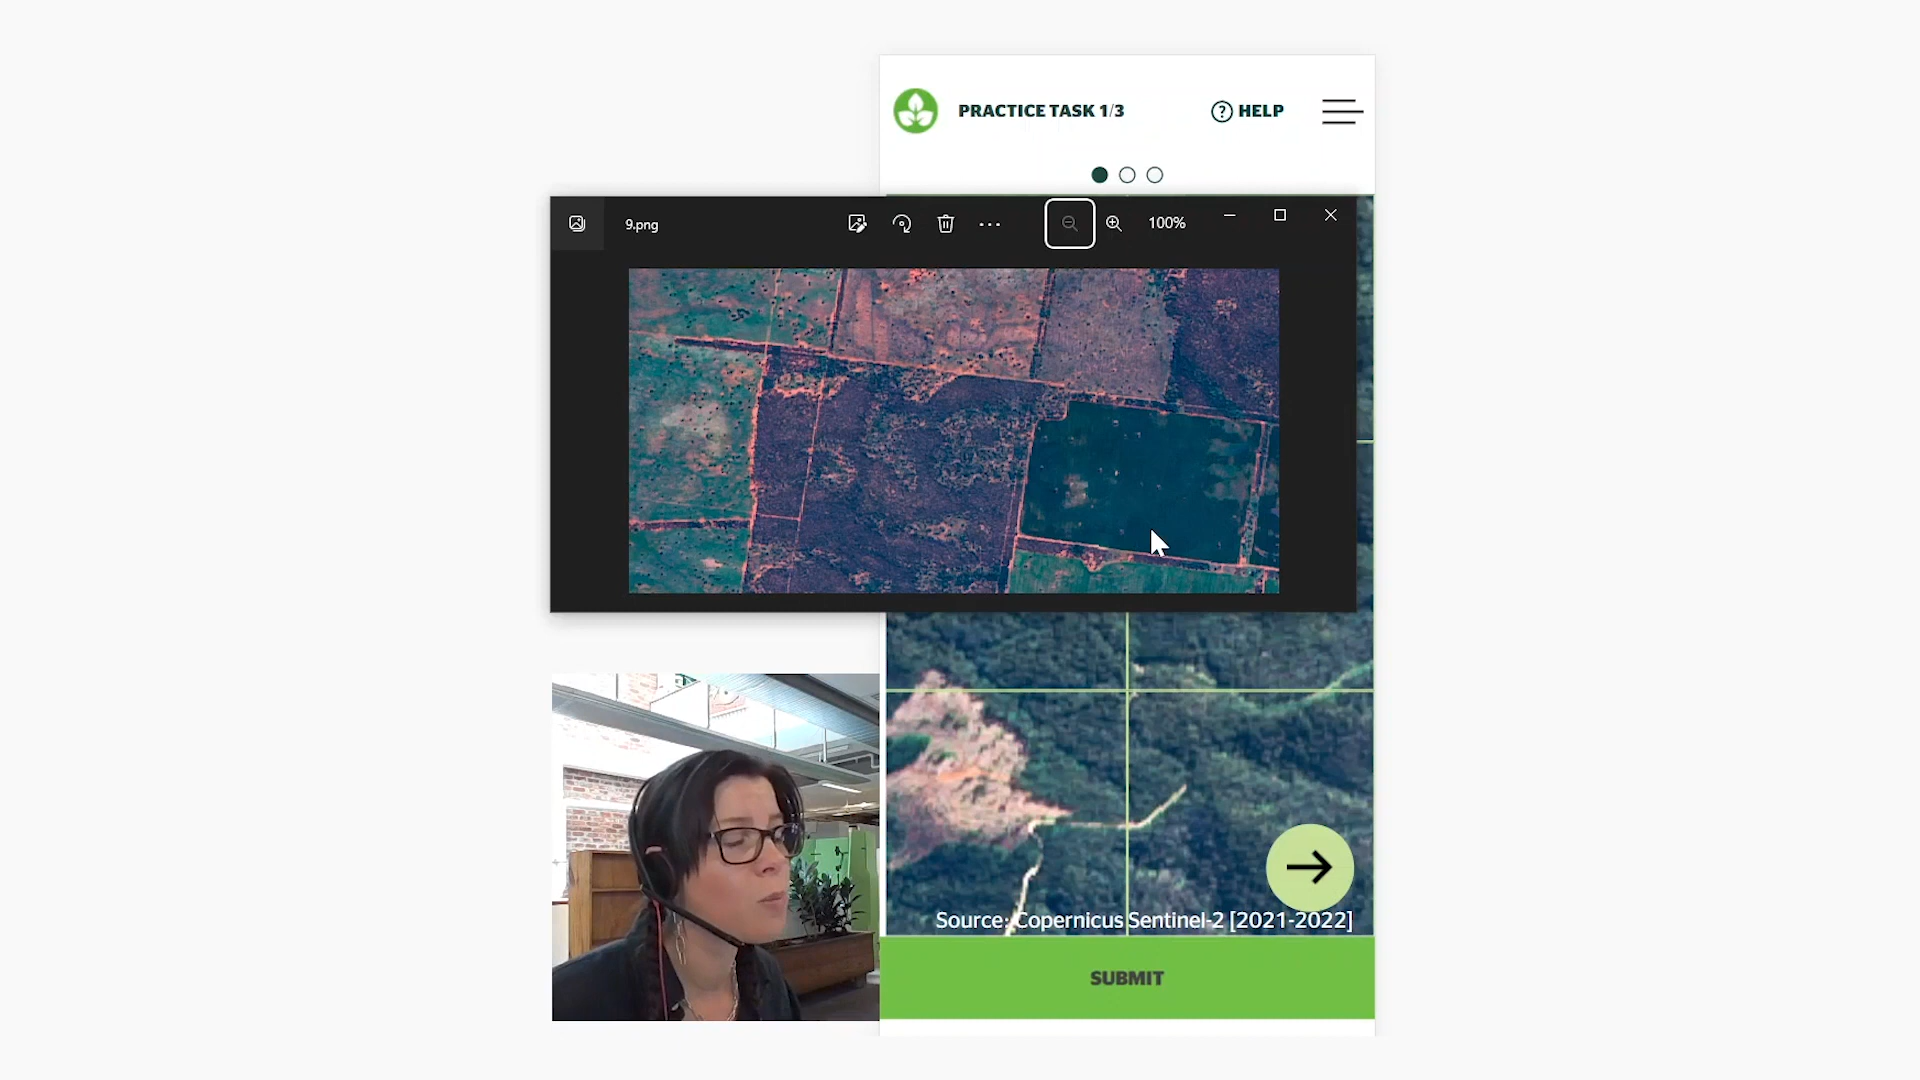 PRACTICE TASK 1/3
? HELP
9.png
100%
Source: Copernicus Sentinel-2 [2021-2022]
SUBMIT